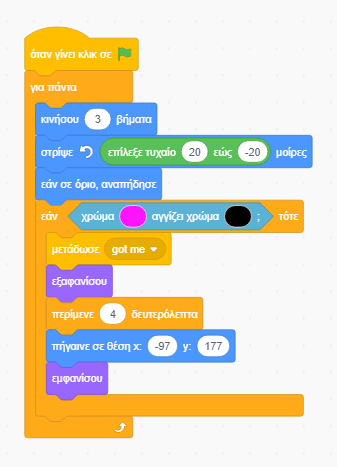 όταν γίνει κλικ σε
για πάντα
κινήσου 3 βήματα
στρίψε επίλεξε τυχαίο 20 εώς -20 μοίρες
εάν σε όριο, αναπήδησε
εάν χρώμα αγγίζει χρώμα ; τότε
μετάδωσε got me
εξαφανίσου
περίμενε 4 δευτερόλεπτα
πήγαινε σε θέση x: -97 y: 177
εμφανίσου